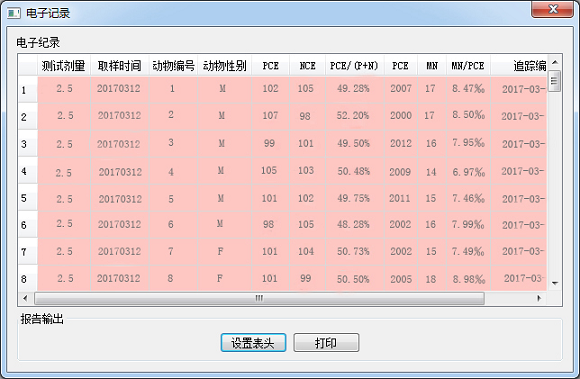 电子记录
电子纪录
测试剂量 取样时间 动物编号 动物性别 PCE NCE PCE/(P+N) PCE MN MN/PCE 追踪编
1 2.5 20170312 1 M 102 105 49.28% 2007 17 8.47‰ 2017-03-
2 2.5 20170312 2 M 107 98 52.20% 2000 17 8.50‰ 2017-03-
3 2.5 20170312 3 M 99 101 49.50% 2012 16 7.95‰ 2017-03-
4 2.5 20170312 4 M 105 103 50.48% 2009 14 6.97‰ 2017-03-
5 2.5 20170312 5 M 101 102 49.75% 2011 15 7.46‰ 2017-03-
6 2.5 20170312 6 M 98 105 48.28% 2002 16 7.99‰ 2017-03-
7 2.5 20170312 7 F 101 104 50.73% 2002 15 7.49‰ 2017-03-
8 2.5 20170312 8 F 101 99 50.50% 2005 18 8.98‰ 2017-03-
报告输出
设置表头 打印